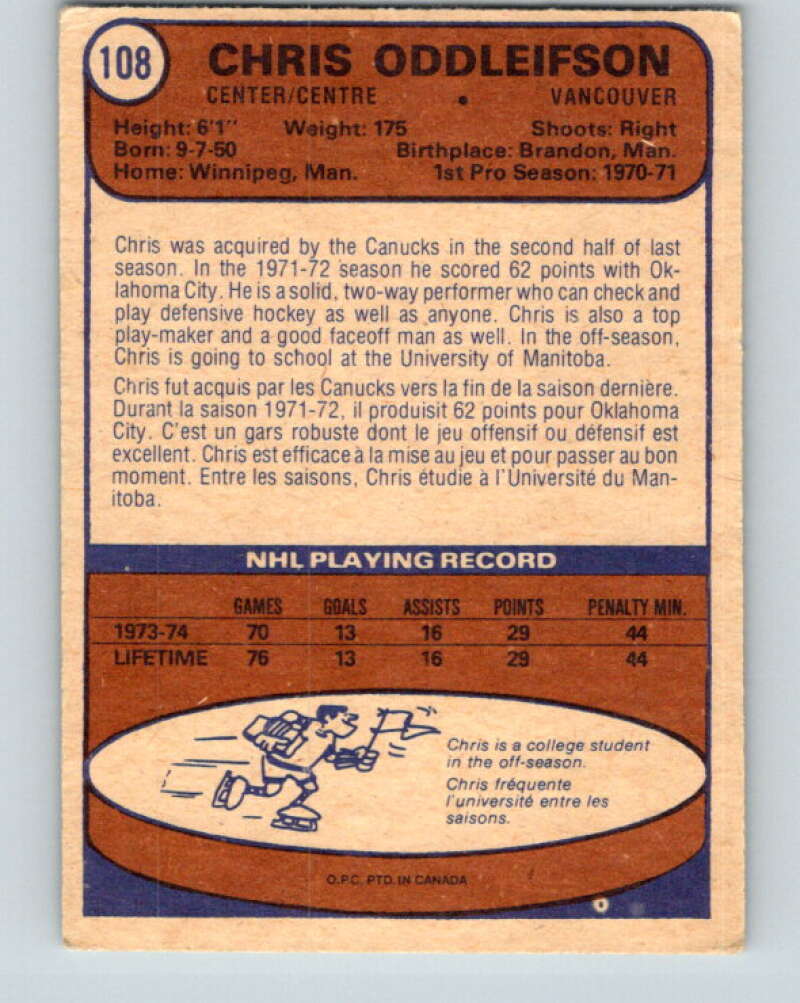 108
CHRIS ODDLEIFSON
CENTER/CENTRE • VANCOUVER
Height: 6'1" Weight: 175 Shoots: Right
Born: 9-7-50 Birthplace: Brandon, Man.
Home: Winnipeg, Man. 1st Pro Season: 1970-71
Chris was acquired by the Canucks in the second half of last
season. In the 1971-72 season he scored 62 points with Ok-
lahoma City. He is a solid, two-way performer who can check and
play defensive hockey as well as anyone. Chris is also a top
play-maker and a good faceoff man as well. In the off-season,
Chris is going to school at the University of Manitoba.
Chris fut acquis par les Canucks vers la fin de la saison dernière.
Durant la saison 1971-72, il produisit 62 points pour Oklahoma
City. C'est un gars robuste dont le jeu offensif ou défensif est
excellent. Chris est efficace à la mise au jeu et pour passer au bon
moment. Entre les saisons, Chris étudie à l'Université du Man-
itoba.
NHL PLAYING RECORD
GAMES GOALS ASSISTS POINTS PENALTY MIN.
1973-74 70 13 16 29 44
LIFETIME 76 13 16 29 44
Chris is a college student
in the off-season.
Chris fréquente
l'université entre les
saisons.
O.P.C. PTD. IN CANADA